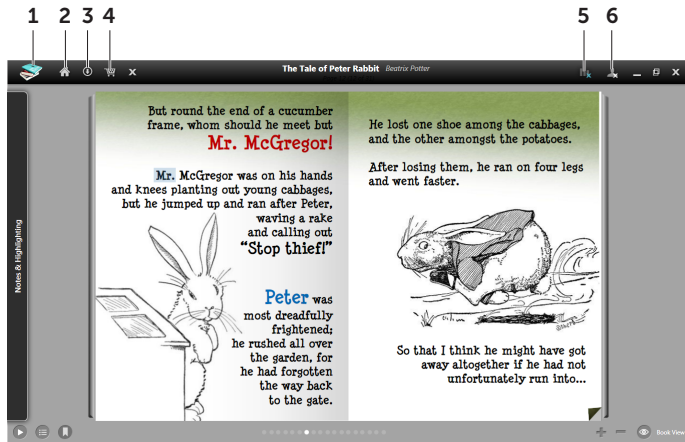 1 2 3 4 5 6
x The Tale of Peter Rabbit Beatrix Potter x
Notes & Highlighting
But round the end of a cucumber
frame, whom should he meet but
Mr. McGregor!
Mr. McGregor was on his hands
and knees planting out young cabbages,
but he jumped up and ran after Peter,
waving a rake
and calling out
“Stop thief!”
Peter was
most dreadfully
frightened;
he rushed all over
the garden, for
he had forgotten
the way back
to the gate.
He lost one shoe among the cabbages,
and the other amongst the potatoes.
After losing them, he ran on four legs
and went faster.
So that I think he might have got
away altogether if he had not
unfortunately run into...
Book View